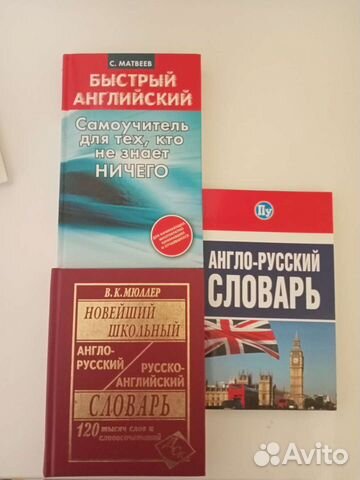 С. МАТВЕЕВ
БЫСТРЫЙ
АНГЛИЙСКИЙ
Самоучитель
для тех, кто
не знает
НИЧЕГО
Пу
АНГЛО-РУССКИЙ
СЛОВАРЬ
В. К. МЮЛЛЕР
НОВЕЙШИЙ
ШКОЛЬНЫЙ
АНГЛО-
РУССКИЙ
РУССКО-
АНГЛИЙСКИЙ
СЛОВАРЬ
120 тысяч слов и
словосочетаний
Avito